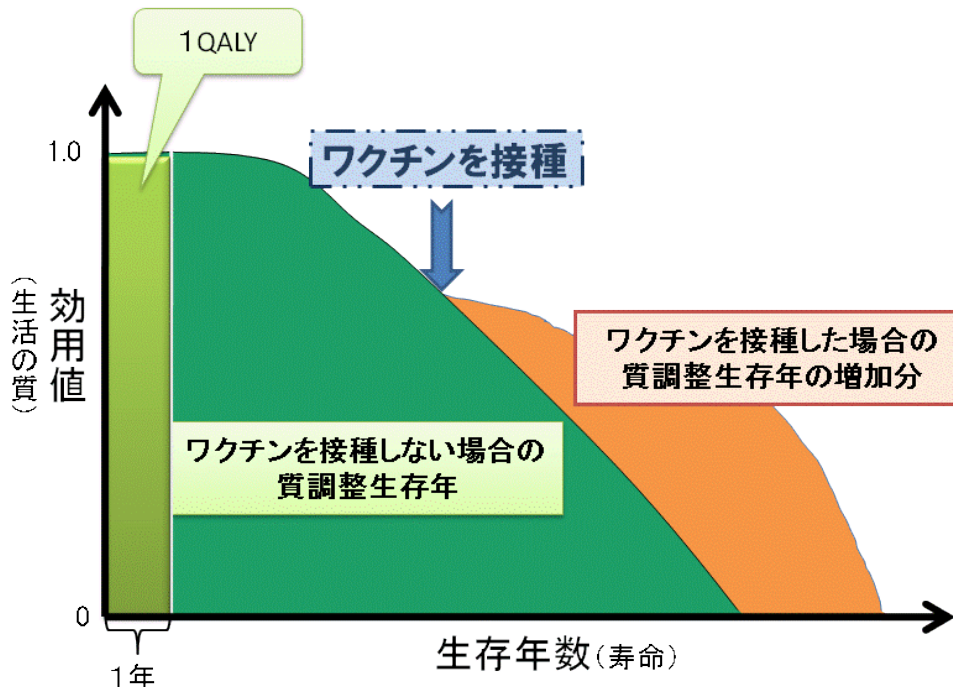 1QALY
1.0
ワクチンを接種
効用値
（生活の質）
ワクチンを接種した場合の
質調整生存年の増加分
ワクチンを接種しない場合の
質調整生存年
0
1年
生存年数（寿命）